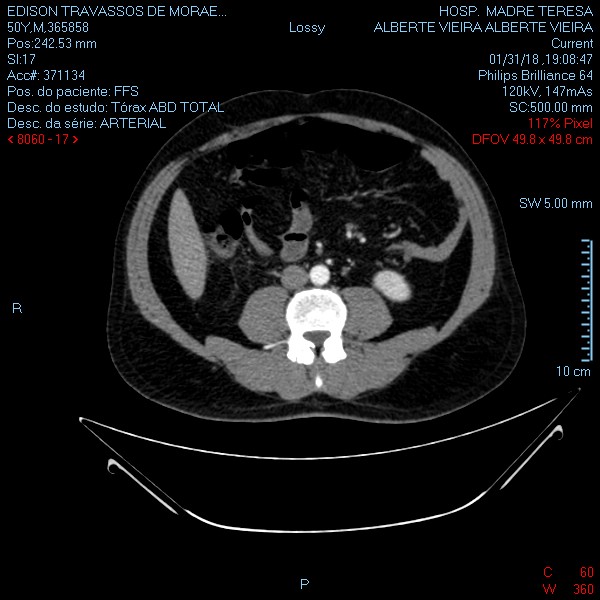 EDISON TRAVASSOS DE MORAE...
50Y,M,365858
Pos:242.53 mm
SI:17
Acc#: 371134
Pos. do paciente: FFS
Desc. do estudo: Tórax ABD TOTAL
Desc. da série: ARTERIAL
< 8060 - 17 >
Lossy
HOSP. MADRE TERESA
ALBERTE VIEIRA ALBERTE VIEIRA
Current
01/31/18 ,19:08:47
Philips Brilliance 64
120kV, 147mAs
SC:500.00 mm
117% Pixel
DFOV 49.8 x 49.8 cm
SW 5.00 mm
R
10 cm
P
C 60
W 360